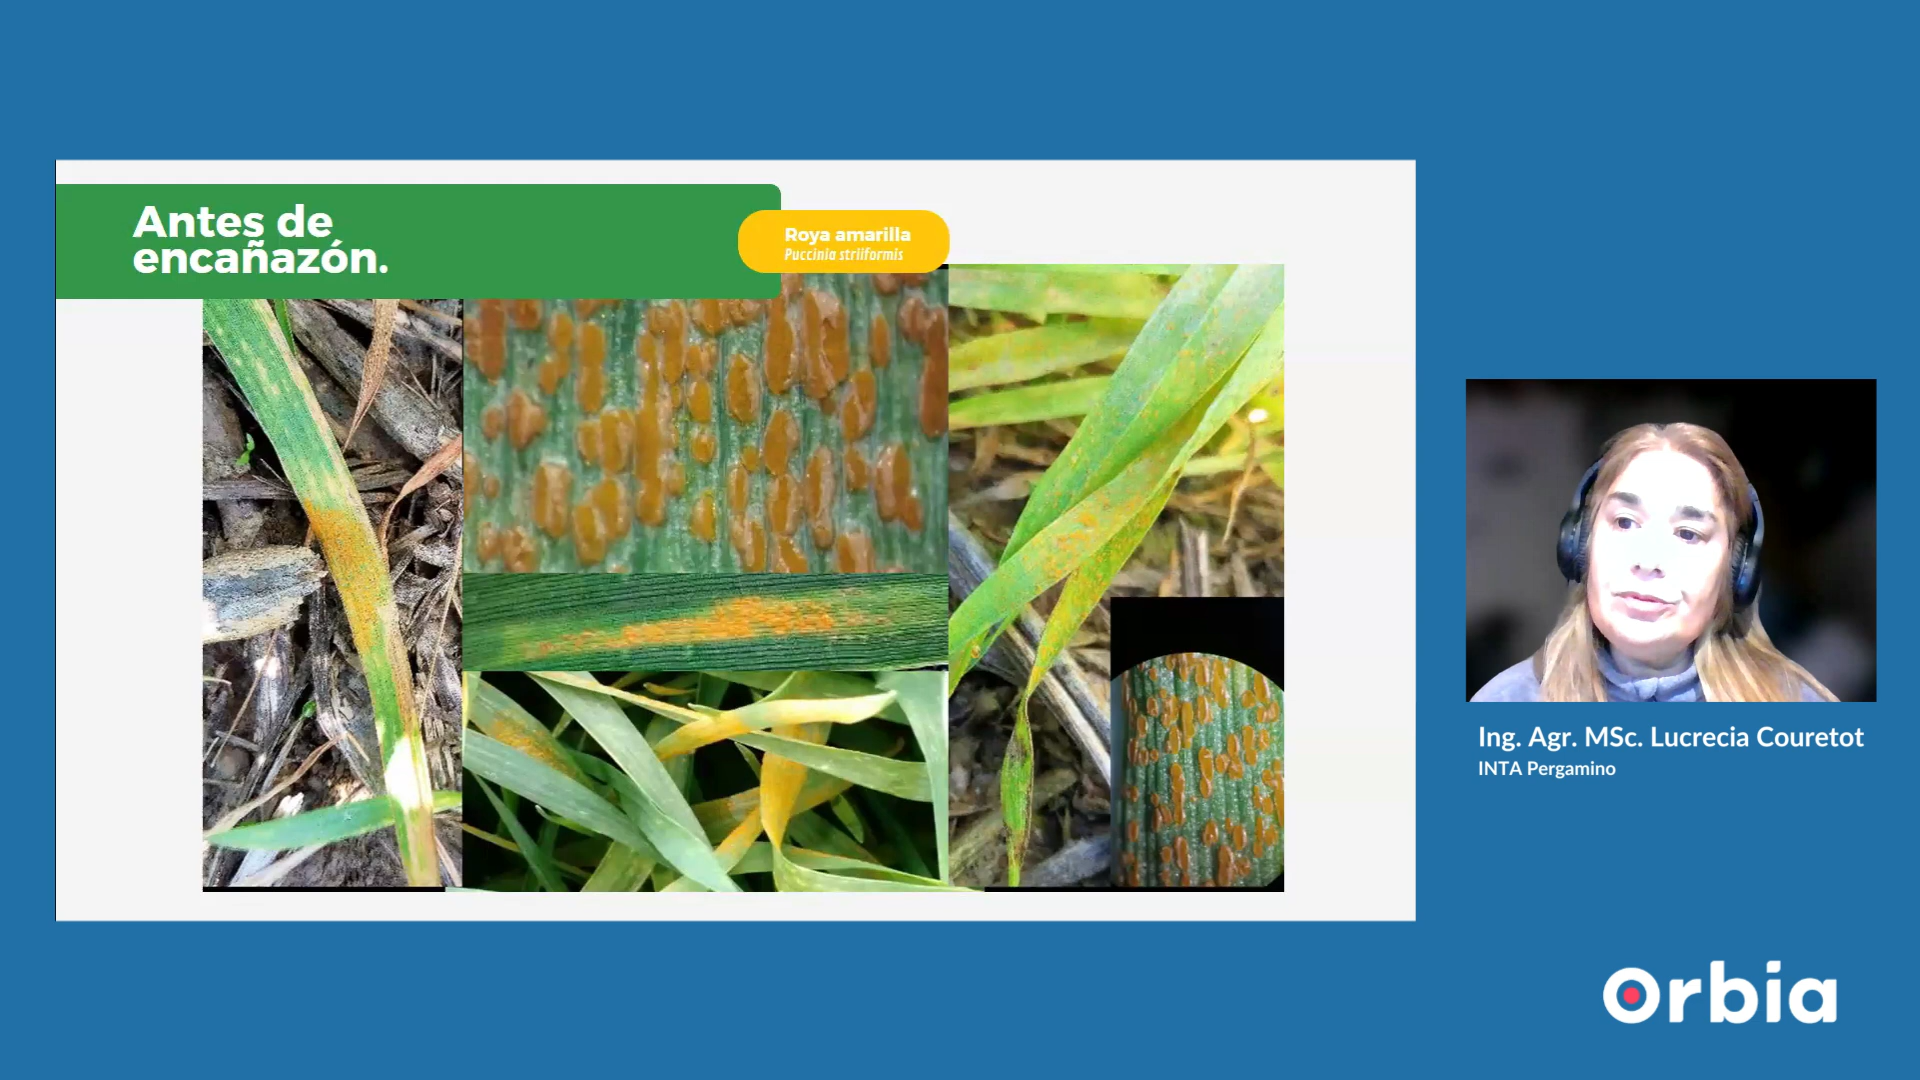 Antes de
encañazón.
Roya amarilla
Puccinia striiformis
Ing. Agr. MSc. Lucrecia Couretot
INTA Pergamino
Orbia